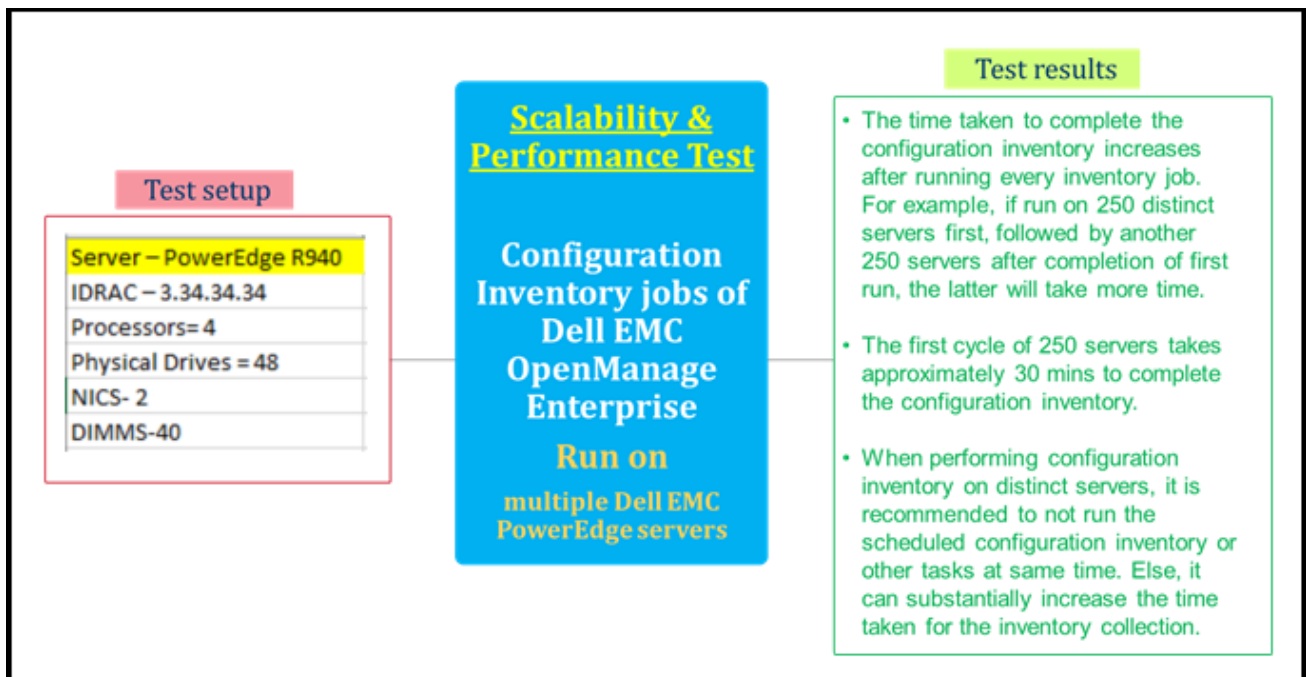 Test setup
Server – PowerEdge R940
IDRAC – 3.34.34.34
Processors= 4
Physical Drives = 48
NICS- 2
DIMMS-40
Scalability &
Performance Test
Configuration
Inventory jobs of
Dell EMC
OpenManage
Enterprise
Run on
multiple Dell EMC
PowerEdge servers
Test results
• The time taken to complete the
configuration inventory increases
after running every inventory job.
For example, if run on 250 distinct
servers first, followed by another
250 servers after completion of first
run, the latter will take more time.
• The first cycle of 250 servers takes
approximately 30 mins to complete
the configuration inventory.
• When performing configuration
inventory on distinct servers, it is
recommended to not run the
scheduled configuration inventory or
other tasks at same time. Else, it
can substantially increase the time
taken for the inventory collection.